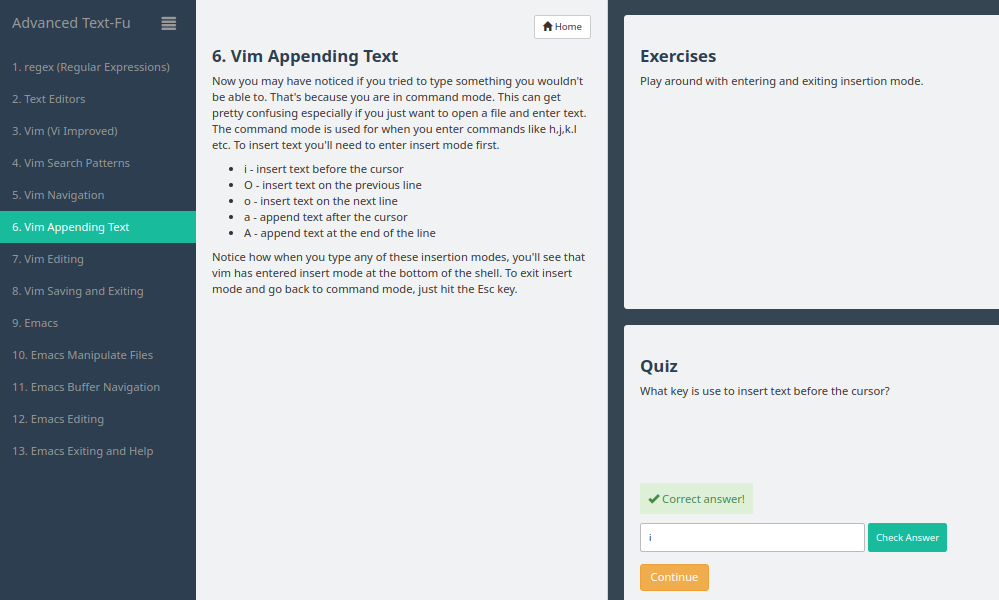 Advanced Text-Fu
1. regex (Regular Expressions)
2. Text Editors
3. Vim (Vi Improved)
4. Vim Search Patterns
5. Vim Navigation
6. Vim Appending Text
7. Vim Editing
8. Vim Saving and Exiting
9. Emacs
10. Emacs Manipulate Files
11. Emacs Buffer Navigation
12. Emacs Editing
13. Emacs Exiting and Help
Home
6. Vim Appending Text
Now you may have noticed if you tried to type something you wouldn't
be able to. That's because you are in command mode. This can get
pretty confusing especially if you just want to open a file and enter text.
The command mode is used for when you enter commands like h,j,k.l
etc. To insert text you'll need to enter insert mode first.
• i - insert text before the cursor
• O - insert text on the previous line
• o - insert text on the next line
• a - append text after the cursor
• A - append text at the end of the line
Notice how when you type any of these insertion modes, you'll see that
vim has entered insert mode at the bottom of the shell. To exit insert
mode and go back to command mode, just hit the Esc key.
Exercises
Play around with entering and exiting insertion mode.
Quiz
What key is use to insert text before the cursor?
Correct answer!
i
Check Answer
Continue